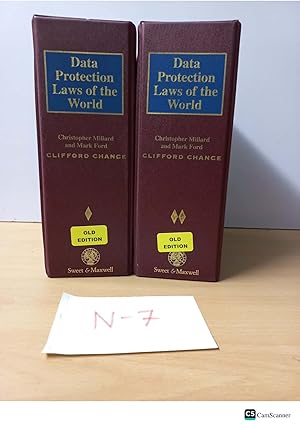 Data
Protection
Laws of the
World
Christopher Millard
and Mark Ford
CLIFFORD CHANCE
OLD
EDITION
Sweet & Maxwell
Data
Protection
Laws of the
World
Christopher Millard
and Mark Ford
CLIFFORD CHANCE
OLD
EDITION
Sweet & Maxwell
N-7
CS CamScanner